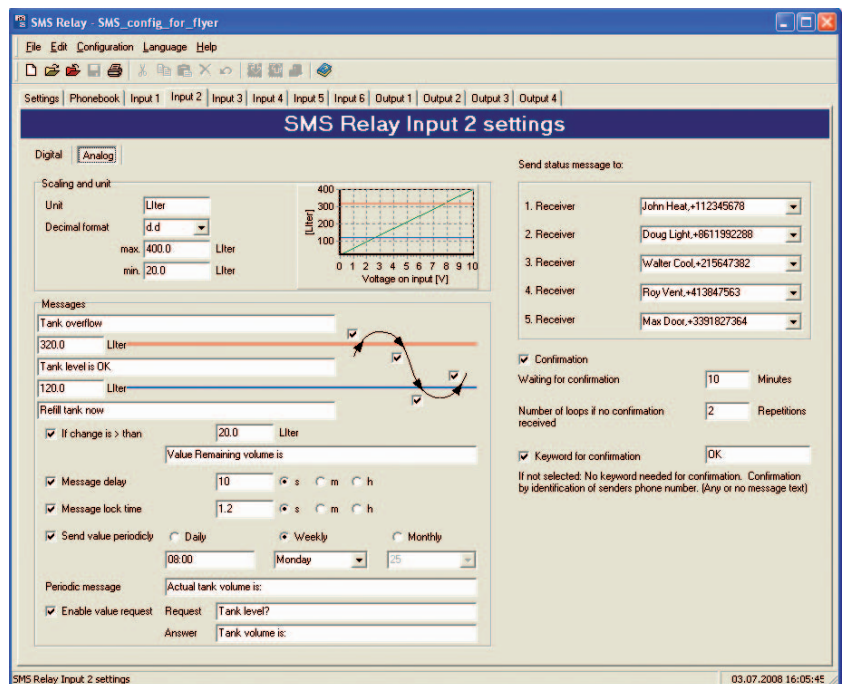 SMS Relay - SMS_config_for_flyer
File Edit Configuration Language Help
Settings Phonebook Input 1 Input 2 Input 3 Input 4 Input 5 Input 6 Output 1 Output 2 Output 3 Output 4
SMS Relay Input 2 settings
Digital Analog
Scaling and unit
Unit LIter
Decimal format d.d
max. 400.0 LIter
min. 20.0 LIter
[LIter]
400
300
200
100
0 1 2 3 4 5 6 7 8 9 10
Voltage on input [V]
Messages
Tank overflow
320.0 LIter
Tank level is OK
120.0 LIter
Refill tank now
If change is > than 20.0 LIter
Value Remaining volume is
Message delay 10 s m h
Message lock time 1.2 s m h
Send value periodicly Daily Weekly Monthly
08:00 Monday 25
Periodic message Actual tank volume is:
Enable value request Request Tank level?
Answer Tank volume is:
Send status message to:
1. Receiver John Heat,+112345678
2. Receiver Doug Light,+8611992288
3. Receiver Walter Cool,+215647382
4. Receiver Roy Vent,+413847563
5. Receiver Max Door,+3391827364
Confirmation
Waiting for confirmation 10 Minutes
Number of loops if no confirmation 2 Repetitions
received
Keyword for confirmation OK
If not selected: No keyword needed for confirmation. Confirmation
by identification of senders phone number. (Any or no message text)
SMS Relay Input 2 settings 03.07.2008 16:05:45